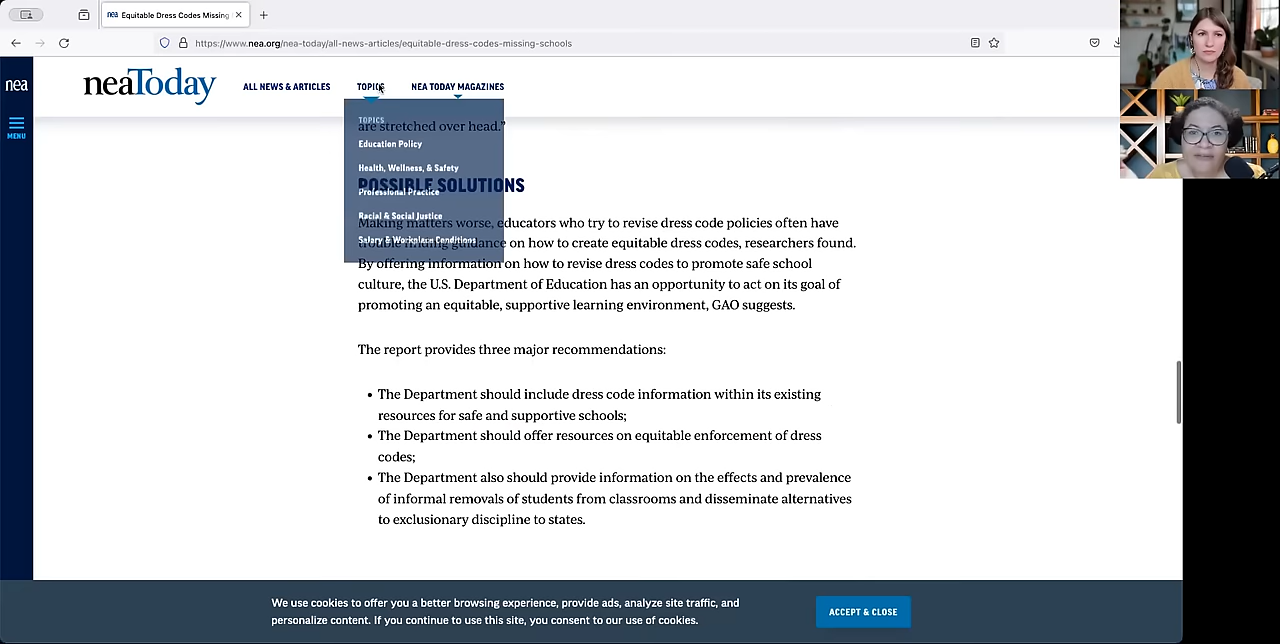 nea Equitable Dress Codes Missing
https://www.nea.org/nea-today/all-news-articles/equitable-dress-codes-missing-schools
nea
MENU
neaToday
ALL NEWS & ARTICLES
TOPICS
NEA TODAY MAGAZINES
TOPICS
Education Policy
Health, Wellness, & Safety
Professional Practice
Racial & Social Justice
Salary & Workplace Conditions
are stretched over head.”
POSSIBLE SOLUTIONS
Making matters worse, educators who try to revise dress code policies often have
trouble finding guidance on how to create equitable dress codes, researchers found.
By offering information on how to revise dress codes to promote safe school
culture, the U.S. Department of Education has an opportunity to act on its goal of
promoting an equitable, supportive learning environment, GAO suggests.
The report provides three major recommendations:
• The Department should include dress code information within its existing
resources for safe and supportive schools;
• The Department should offer resources on equitable enforcement of dress
codes;
• The Department also should provide information on the effects and prevalence
of informal removals of students from classrooms and disseminate alternatives
to exclusionary discipline to states.
We use cookies to offer you a better browsing experience, provide ads, analyze site traffic, and
personalize content. If you continue to use this site, you consent to our use of cookies.
ACCEPT & CLOSE